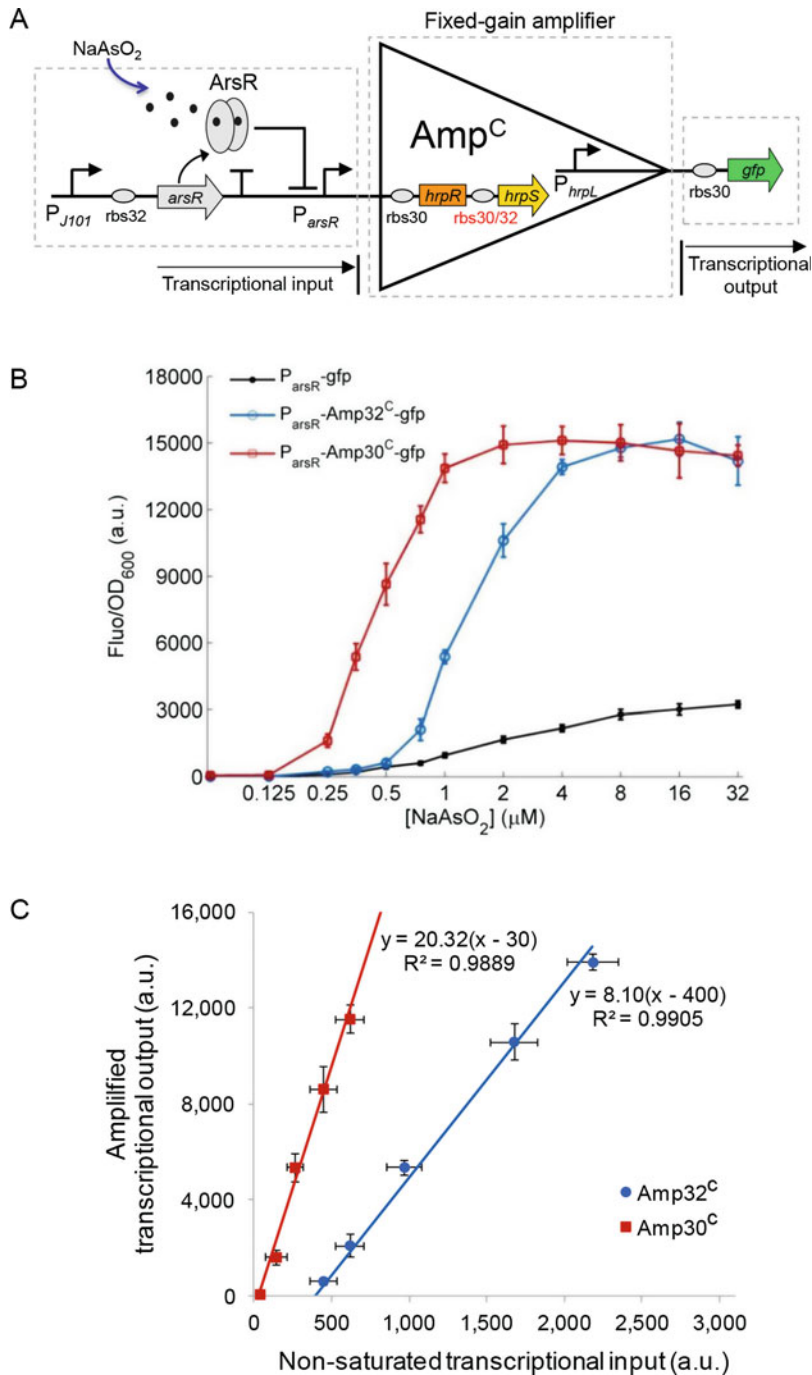 A
Fixed-gain amplifier
NaAsO₂
ArsR
Amp^C
P_J101
rbs32
arsR
P_arsR
rbs30
hrpR
rbs30/32
hrpS
P_hrpL
rbs30
gfp
Transcriptional input
Transcriptional
output
B
P_arsR-gfp
P_arsR-Amp32^C-gfp
P_arsR-Amp30^C-gfp
18000
15000
12000
9000
6000
3000
0
Fluo/OD₆₀₀ (a.u.)
0.125 0.25 0.5 1 2 4 8 16 32
[NaAsO₂] (μM)
C
16,000
12,000
8,000
4,000
0
Amplilfied
transcriptional output (a.u.)
y = 20.32(x - 30)
R² = 0.9889
y = 8.10(x - 400)
R² = 0.9905
Amp32^C
Amp30^C
0 500 1,000 1,500 2,000 2,500 3,000
Non-saturated transcriptional input (a.u.)